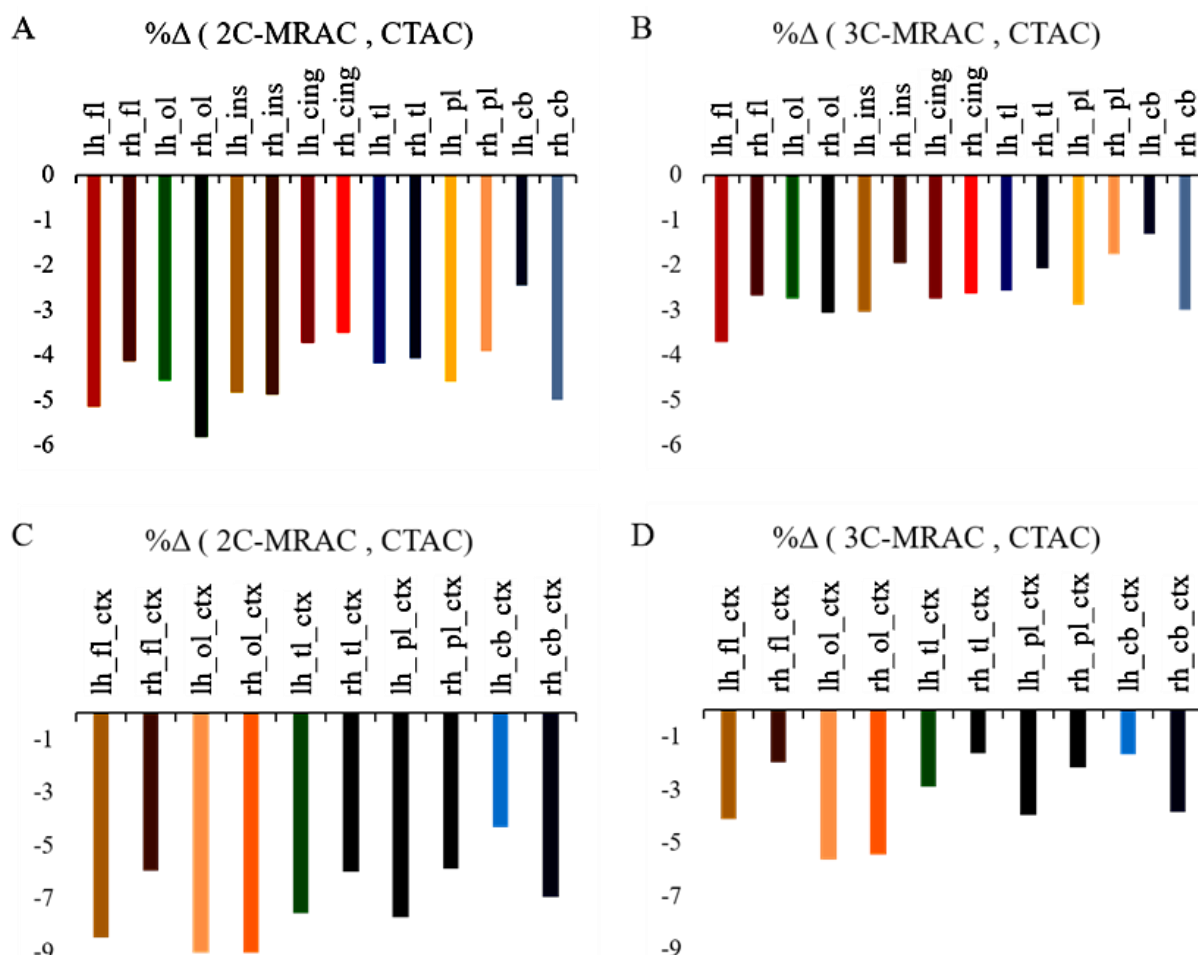 A
%Δ ( 2C-MRAC , CTAC)
lh_fl
rh_fl
lh_ol
rh_ol
lh_ins
rh_ins
lh_cing
rh_cing
lh_tl
rh_tl
lh_pl
rh_pl
lh_cb
rh_cb
0
-1
-2
-3
-4
-5
-6
B
%Δ ( 3C-MRAC , CTAC)
lh_fl
rh_fl
lh_ol
rh_ol
lh_ins
rh_ins
lh_cing
rh_cing
lh_tl
rh_tl
lh_pl
rh_pl
lh_cb
rh_cb
0
-1
-2
-3
-4
-5
-6
C
%Δ ( 2C-MRAC , CTAC)
lh_fl_ctx
rh_fl_ctx
lh_ol_ctx
rh_ol_ctx
lh_tl_ctx
rh_tl_ctx
lh_pl_ctx
rh_pl_ctx
lh_cb_ctx
rh_cb_ctx
-1
-3
-5
-7
-9
D
%Δ ( 3C-MRAC , CTAC)
lh_fl_ctx
rh_fl_ctx
lh_ol_ctx
rh_ol_ctx
lh_tl_ctx
rh_tl_ctx
lh_pl_ctx
rh_pl_ctx
lh_cb_ctx
rh_cb_ctx
-1
-3
-5
-7
-9